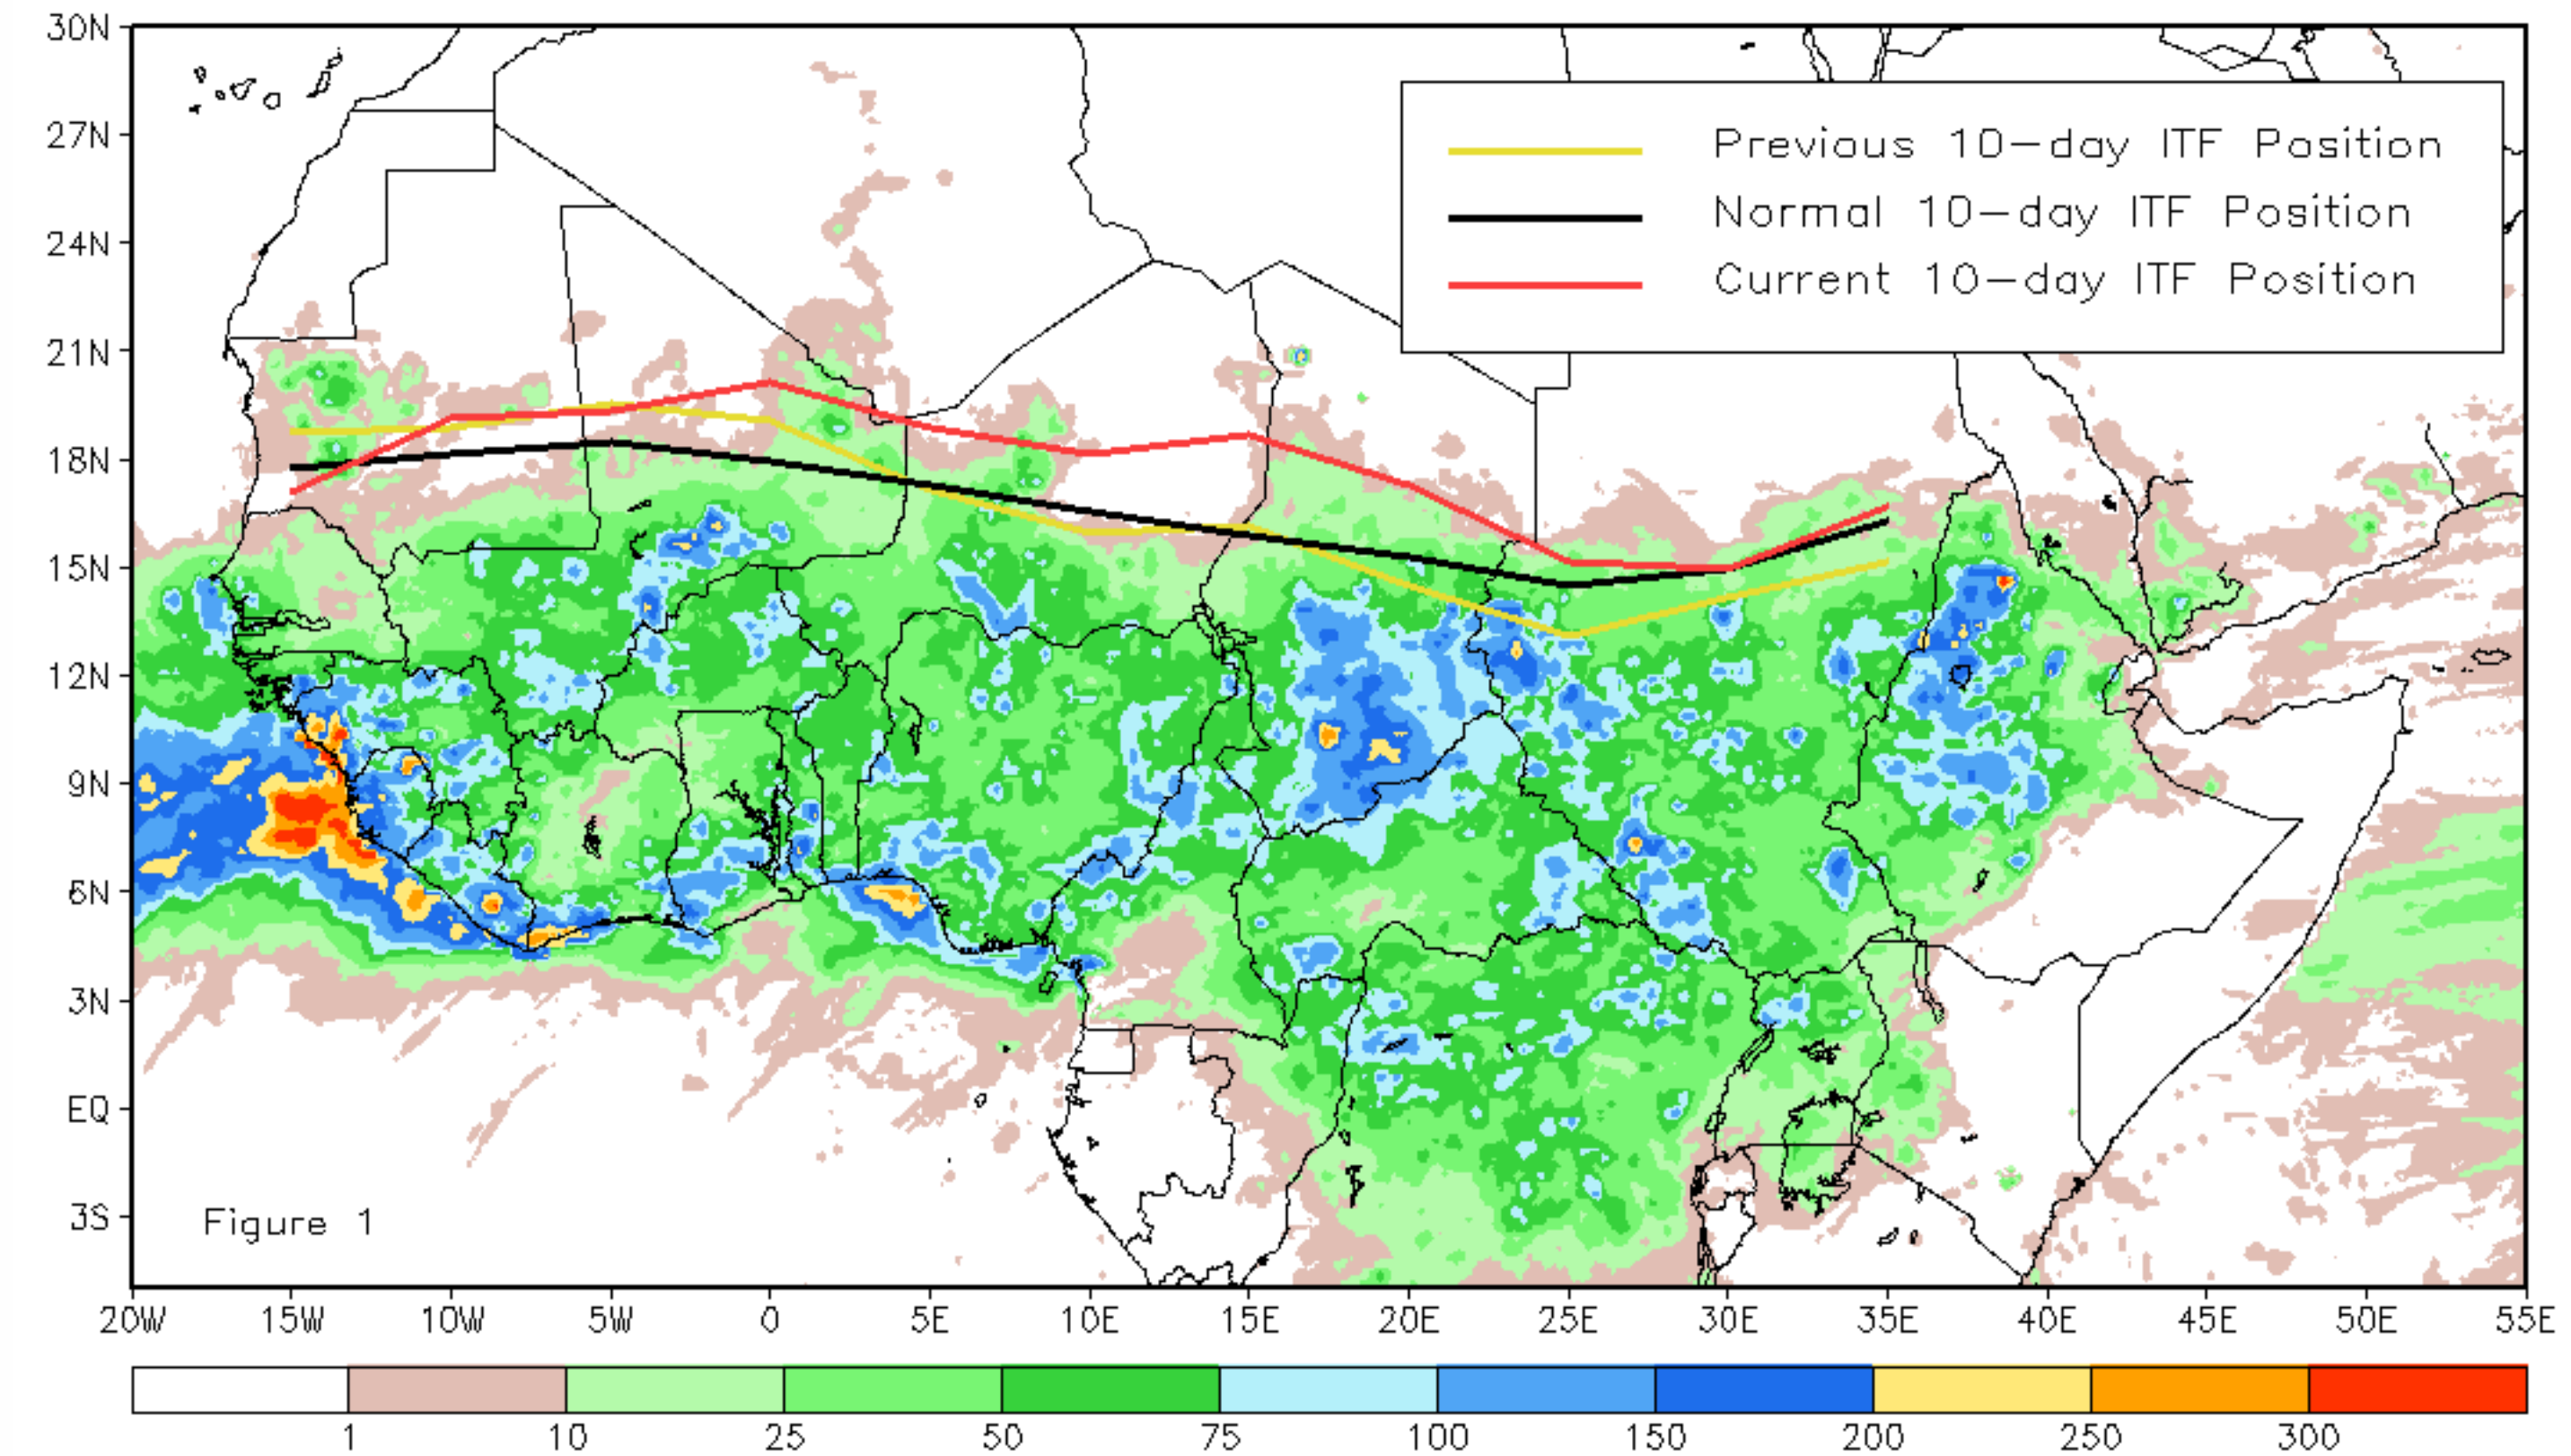 30N
27N
24N
21N
18N
15N
12N
9N
6N
3N
EQ
3S
Previous 10-day ITF Position
Normal 10-day ITF Position
Current 10-day ITF Position
Figure 1
20W 15W 10W 5W 0 5E 10E 15E 20E 25E 30E 35E 40E 45E 50E 55E
1 10 25 50 75 100 150 200 250 300